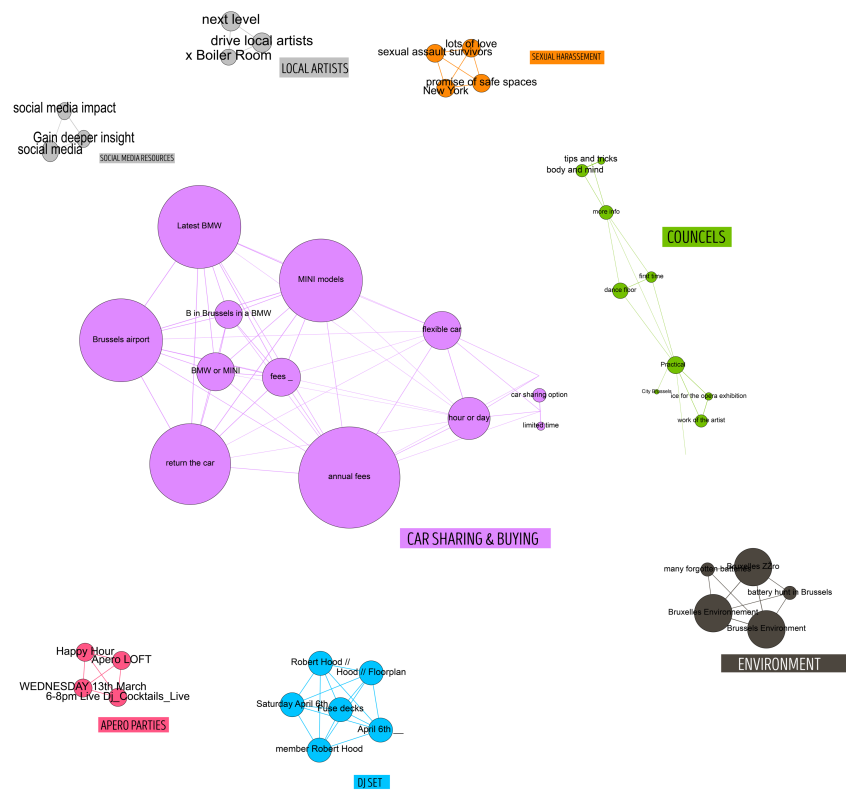 next level
drive local artists
x Boiler Room
LOCAL ARTISTS
lots of love
sexual assault survivors
promise of safe spaces
New York
SEXUAL HARASSEMENT
social media impact
Gain deeper insight
social media
SOCIAL MEDIA RESOURCES
tips and tricks
body and mind
more info
COUNCELS
first time
dance floor
Practical
City Brussels
ice for the opera exhibition
work of the artist
Latest BMW
MINI models
B in Brussels in a BMW
Brussels airport
flexible car
BMW or MINI
fees _
car sharing option
hour or day
limited time
return the car
annual fees
CAR SHARING & BUYING
many forgotten batteries
Bruxelles ZZro
battery hunt in Brussels
Bruxelles Environnement
Brussels Environment
ENVIRONMENT
Happy Hour
Apero LOFT
WEDNESDAY 13th March
6-8pm Live Dj_Cocktails_Live
APERO PARTIES
Robert Hood //
Hood // Floorplan
Saturday April 6th
Fuse decks
April 6th __
member Robert Hood
DJ SET